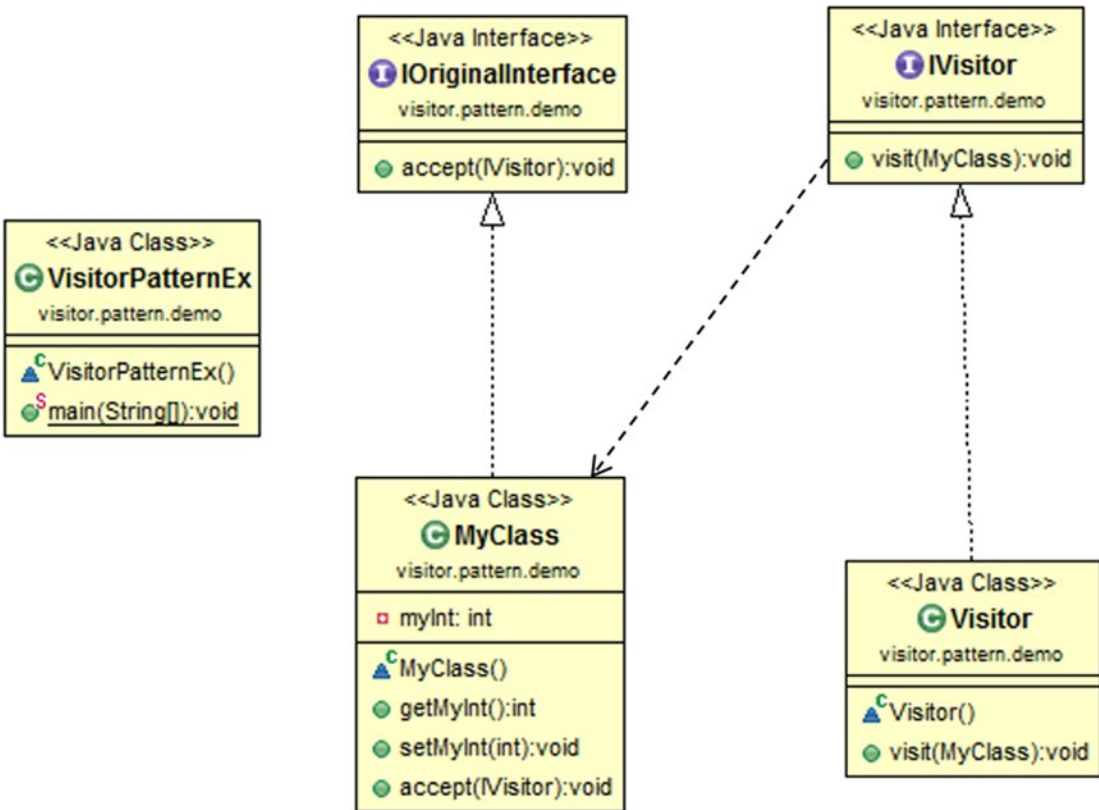 <<Java Interface>>
IOriginalInterface
visitor.pattern.demo
accept(IVisitor):void
<<Java Interface>>
IVisitor
visitor.pattern.demo
visit(MyClass):void
<<Java Class>>
VisitorPatternEx
visitor.pattern.demo
VisitorPatternEx()
main(String[]):void
<<Java Class>>
MyClass
visitor.pattern.demo
myInt: int
MyClass()
getMyInt():int
setMyInt(int):void
accept(IVisitor):void
<<Java Class>>
Visitor
visitor.pattern.demo
Visitor()
visit(MyClass):void